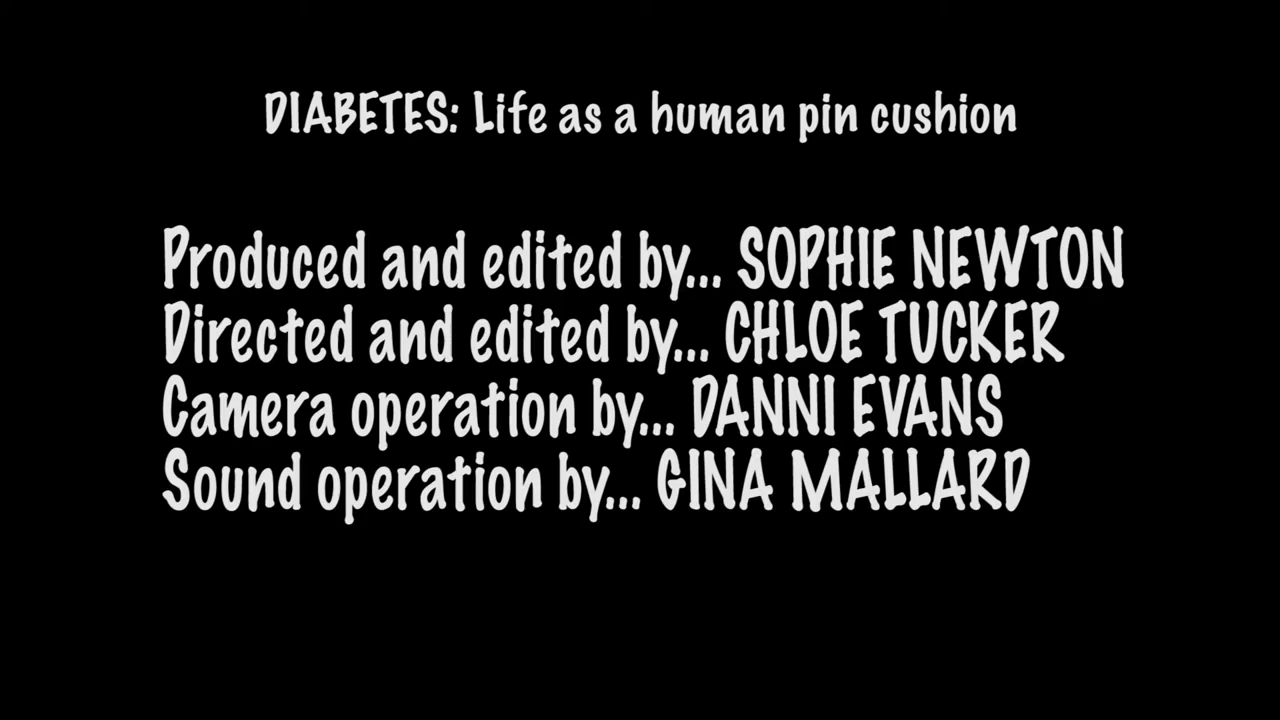 DIABETES: Life as a human pin cushion
Produced and edited by... SOPHIE NEWTON
Directed and edited by... CHLOE TUCKER
Camera operation by... DANNI EVANS
Sound operation by... GINA MALLARD